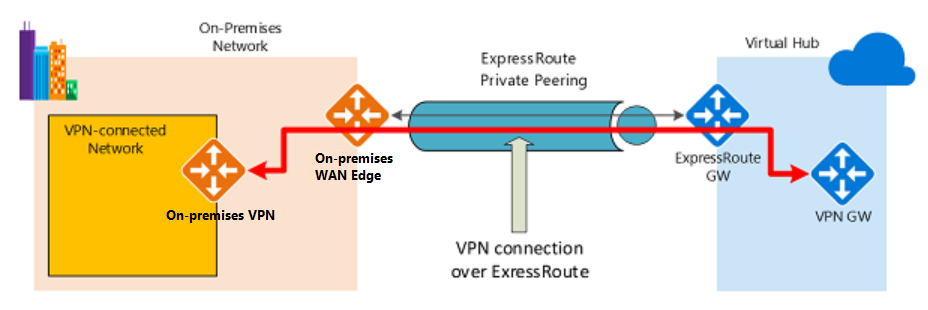 On-Premises
Network
ExpressRoute
Private Peering
Virtual Hub
VPN-connected
Network
On-premises
WAN Edge
ExpressRoute
GW
On-premises VPN
VPN GW
VPN connection
over ExressRoute